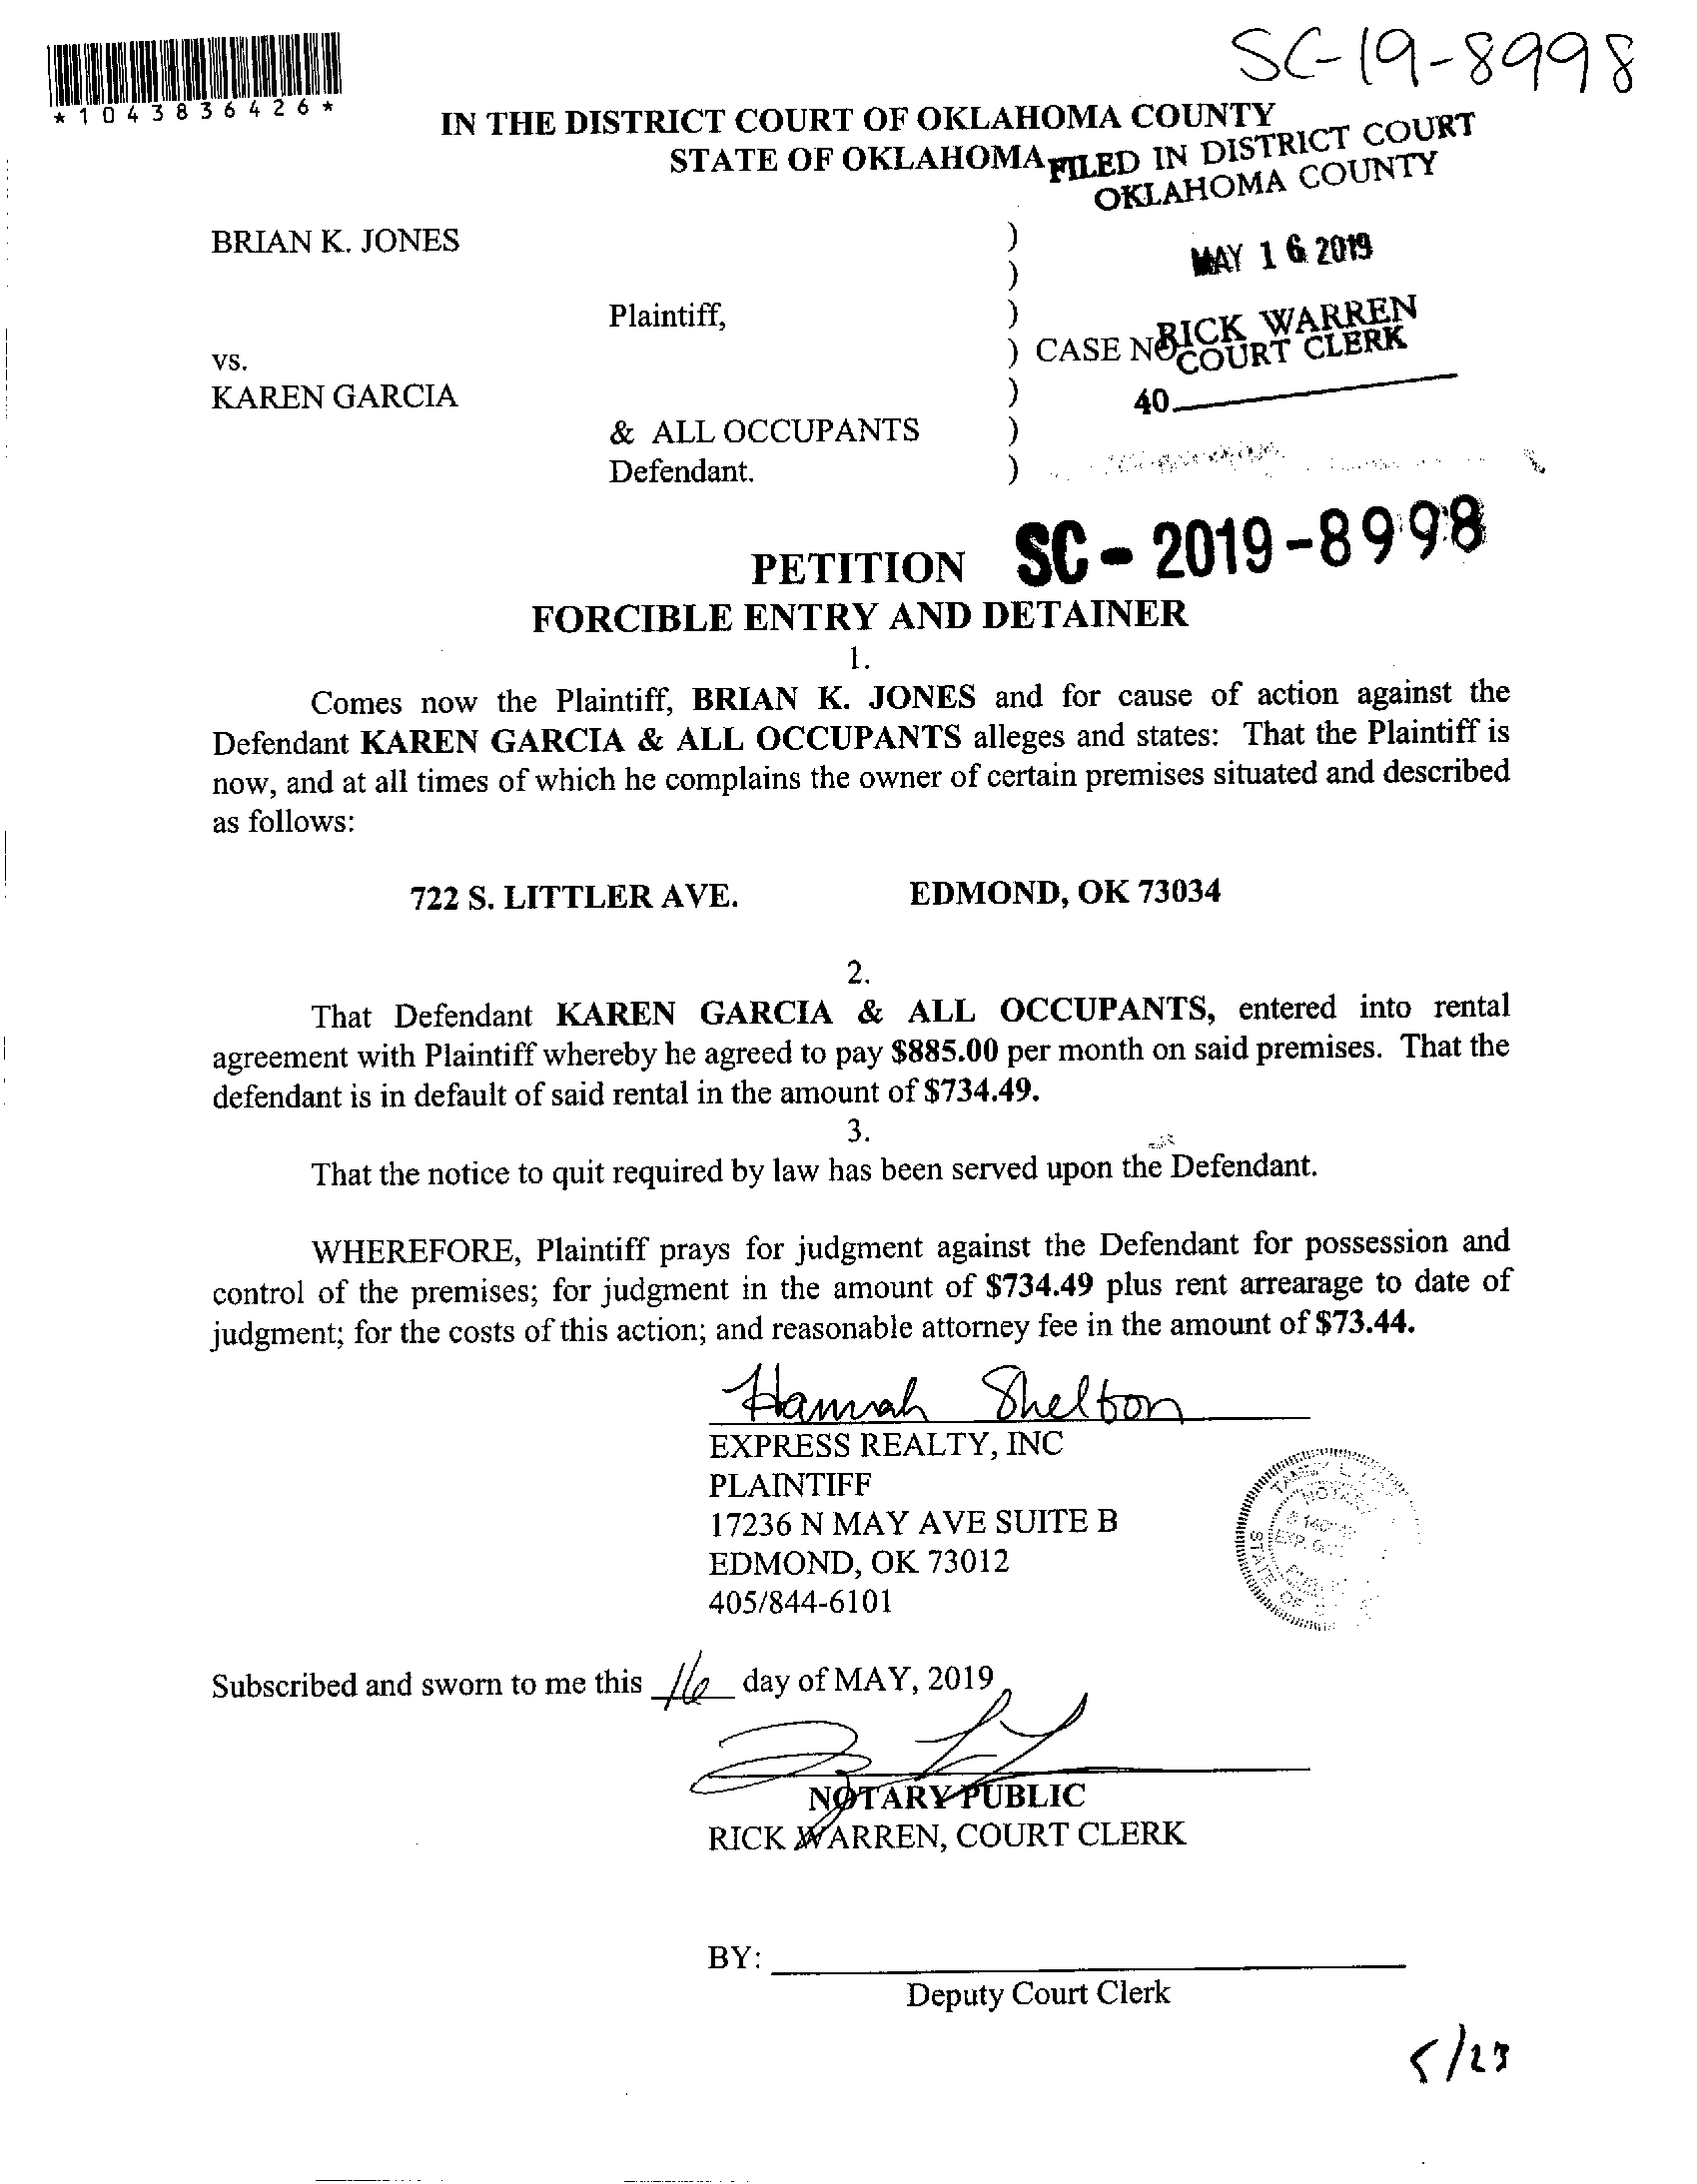 SC-19-8998
*1043836426*
IN THE DISTRICT COURT OF OKLAHOMA COUNTY
STATE OF OKLAHOMA
FILED IN DISTRICT COURT
OKLAHOMA COUNTY
BRIAN K. JONES )
MAY 16 2019
)
Plaintiff, )
RICK WARREN
COURT CLERK
vs. ) CASE NO
KAREN GARCIA )
40
& ALL OCCUPANTS )
Defendant. )
SC - 2019-8998
PETITION
FORCIBLE ENTRY AND DETAINER
1.
Comes now the Plaintiff, BRIAN K. JONES and for cause of action against the
Defendant KAREN GARCIA & ALL OCCUPANTS alleges and states: That the Plaintiff is
now, and at all times of which he complains the owner of certain premises situated and described
as follows:
722 S. LITTLER AVE. EDMOND, OK 73034
2.
That Defendant KAREN GARCIA & ALL OCCUPANTS, entered into rental
agreement with Plaintiff whereby he agreed to pay $885.00 per month on said premises. That the
defendant is in default of said rental in the amount of $734.49.
3.
That the notice to quit required by law has been served upon the Defendant.
WHEREFORE, Plaintiff prays for judgment against the Defendant for possession and
control of the premises; for judgment in the amount of $734.49 plus rent arrearage to date of
judgment; for the costs of this action; and reasonable attorney fee in the amount of $73.44.
Hannah Shelton
EXPRESS REALTY, INC
PLAINTIFF
17236 N MAY AVE SUITE B
EDMOND, OK 73012
405/844-6101
STATE OF
Subscribed and sworn to me this 16 day of MAY, 2019
NOTARY PUBLIC
RICK WARREN, COURT CLERK
BY:
Deputy Court Clerk
5/23